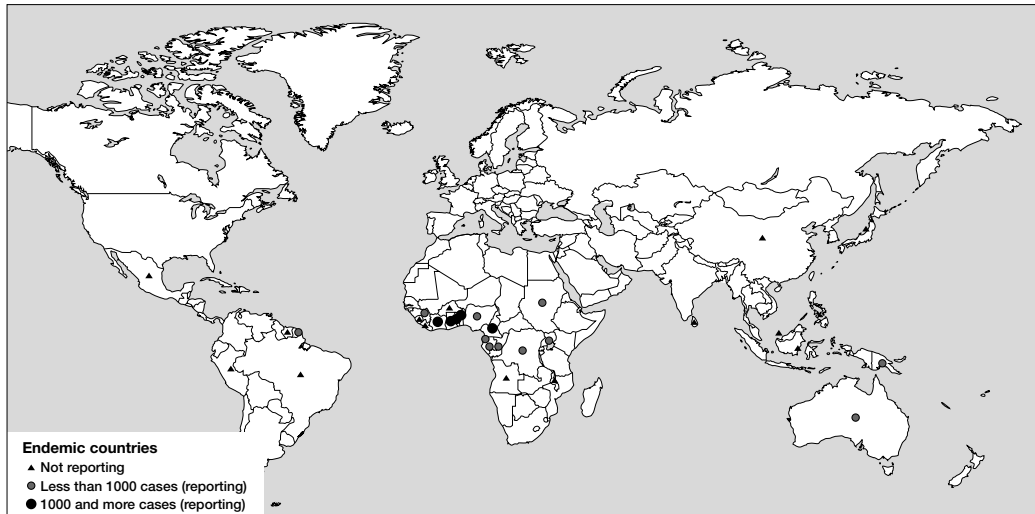 Endemic countries
Not reporting
Less than 1000 cases (reporting)
1000 and more cases (reporting)